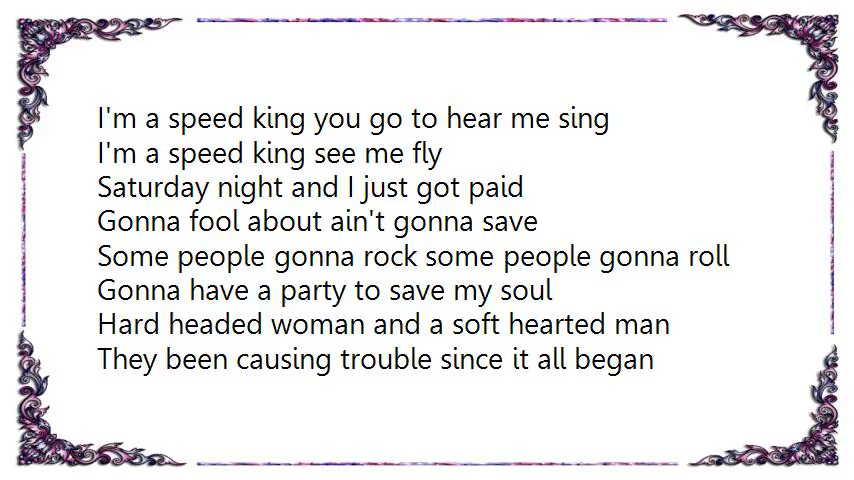 I'm a speed king you go to hear me sing
I'm a speed king see me fly
Saturday night and I just got paid
Gonna fool about ain't gonna save
Some people gonna rock some people gonna roll
Gonna have a party to save my soul
Hard headed woman and a soft hearted man
They been causing trouble since it all began